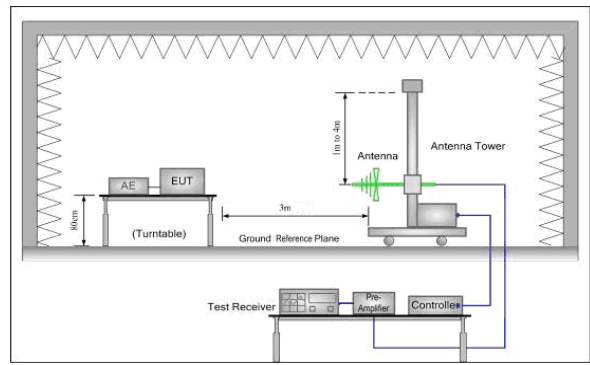 1m to 4m
Antenna
Antenna Tower
AE
EUT
80cm
(Turntable)
3m
Ground Reference Plane
Test Receiver
Pre-
Amplifier
Controller